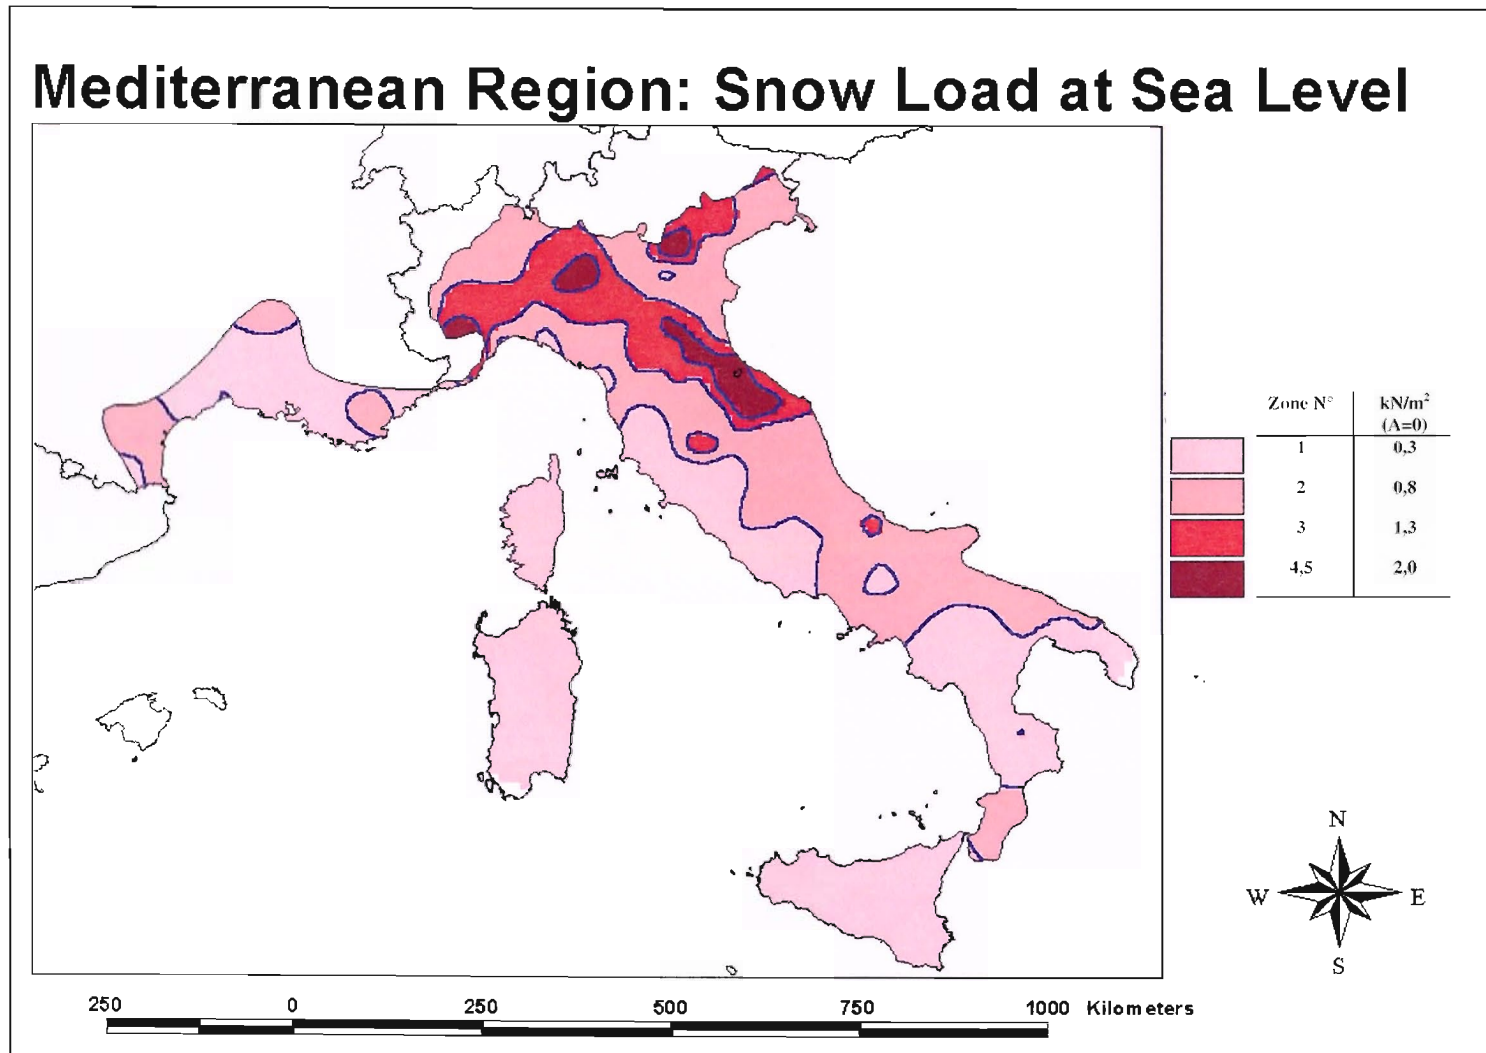 Mediterranean Region: Snow Load at Sea Level
Zone N° kN/m²
(A=0)
1 0,3
2 0,8
3 1,3
4,5 2,0
N
W E
S
250 0 250 500 750 1000 Kilometers